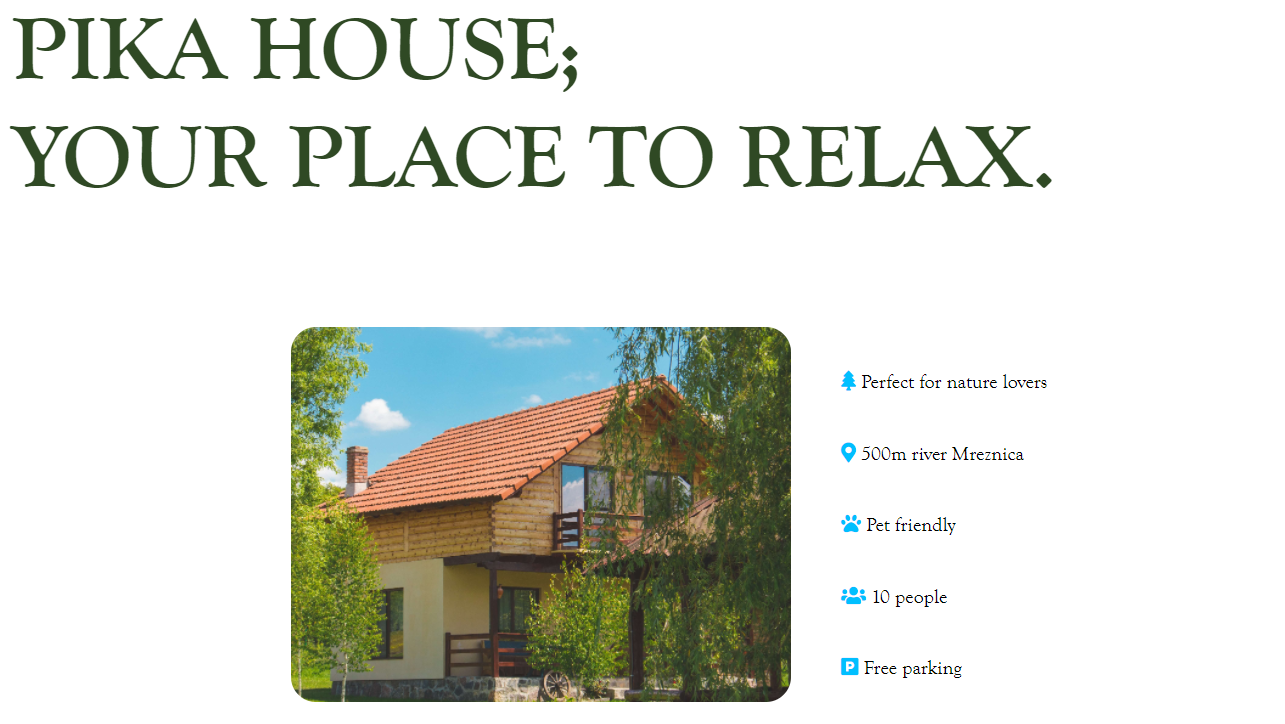 PIKA HOUSE;
YOUR PLACE TO RELAX.
Perfect for nature lovers
500m river Mreznica
Pet friendly
10 people
P Free parking